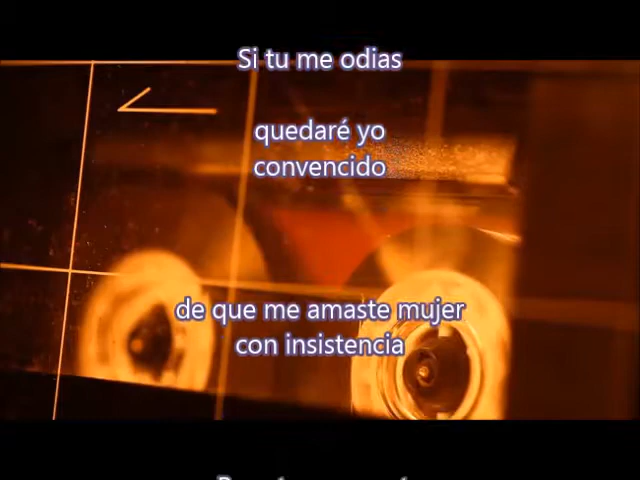 Si tu me odias
quedaré yo
convencido
de que me amaste mujer
con insistencia